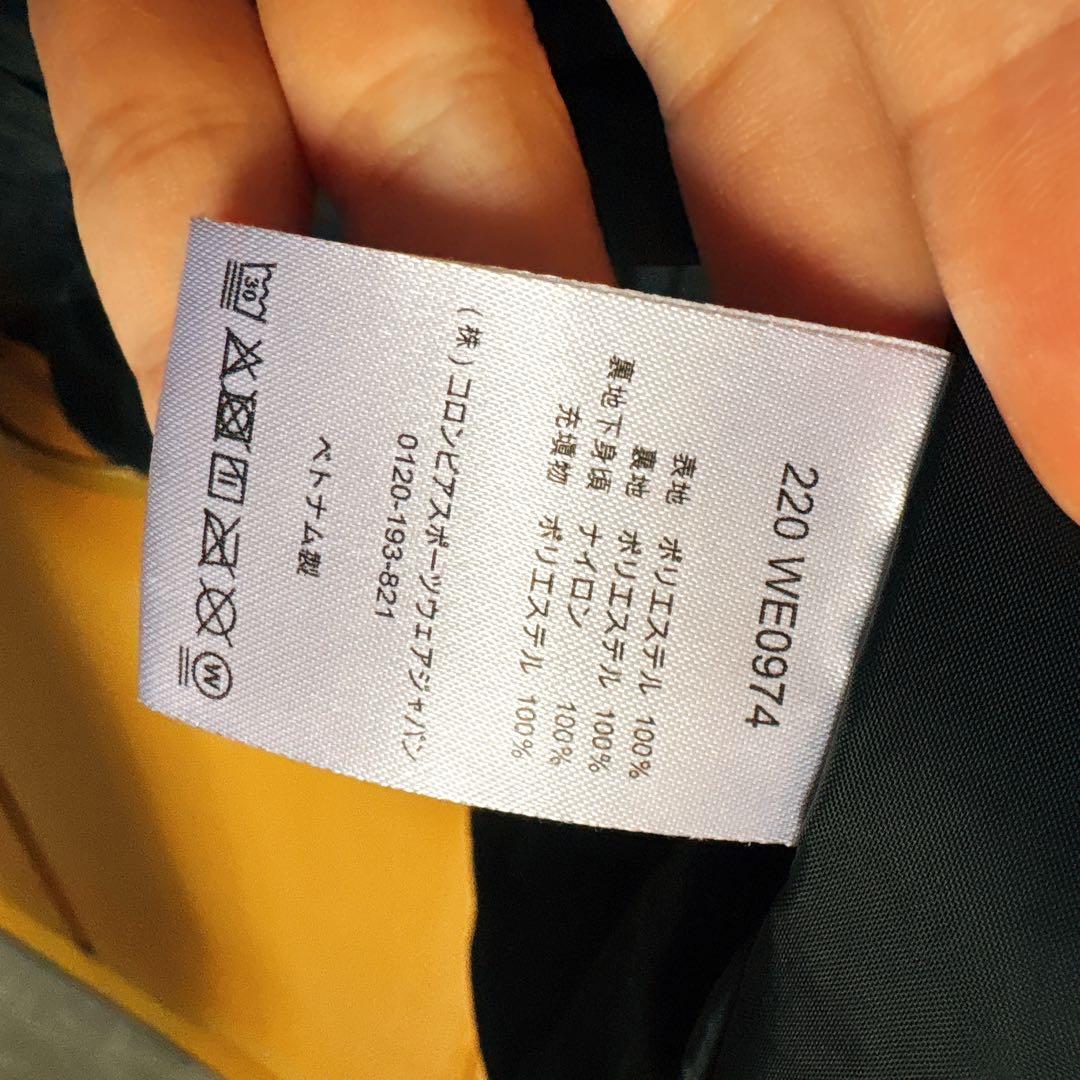 220 WE0974
表地 ポリエステル 100%
裏地 ポリエステル 100%
裏地下身頃 ナイロン 100%
充填物 ポリエステル 100%
(株)コロンビアスポーツウエアジャパン
0120-193-821
ベトナム製
30
W